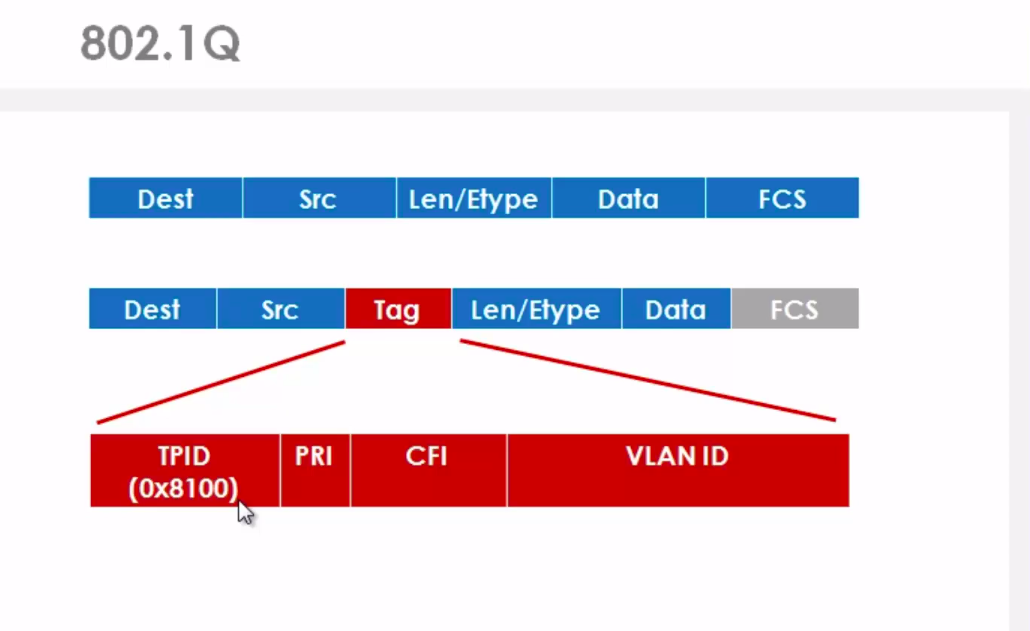 802.1Q
Dest Src Len/Etype Data FCS
Dest Src Tag Len/Etype Data FCS
TPID PRI CFI VLAN ID
(0x8100)